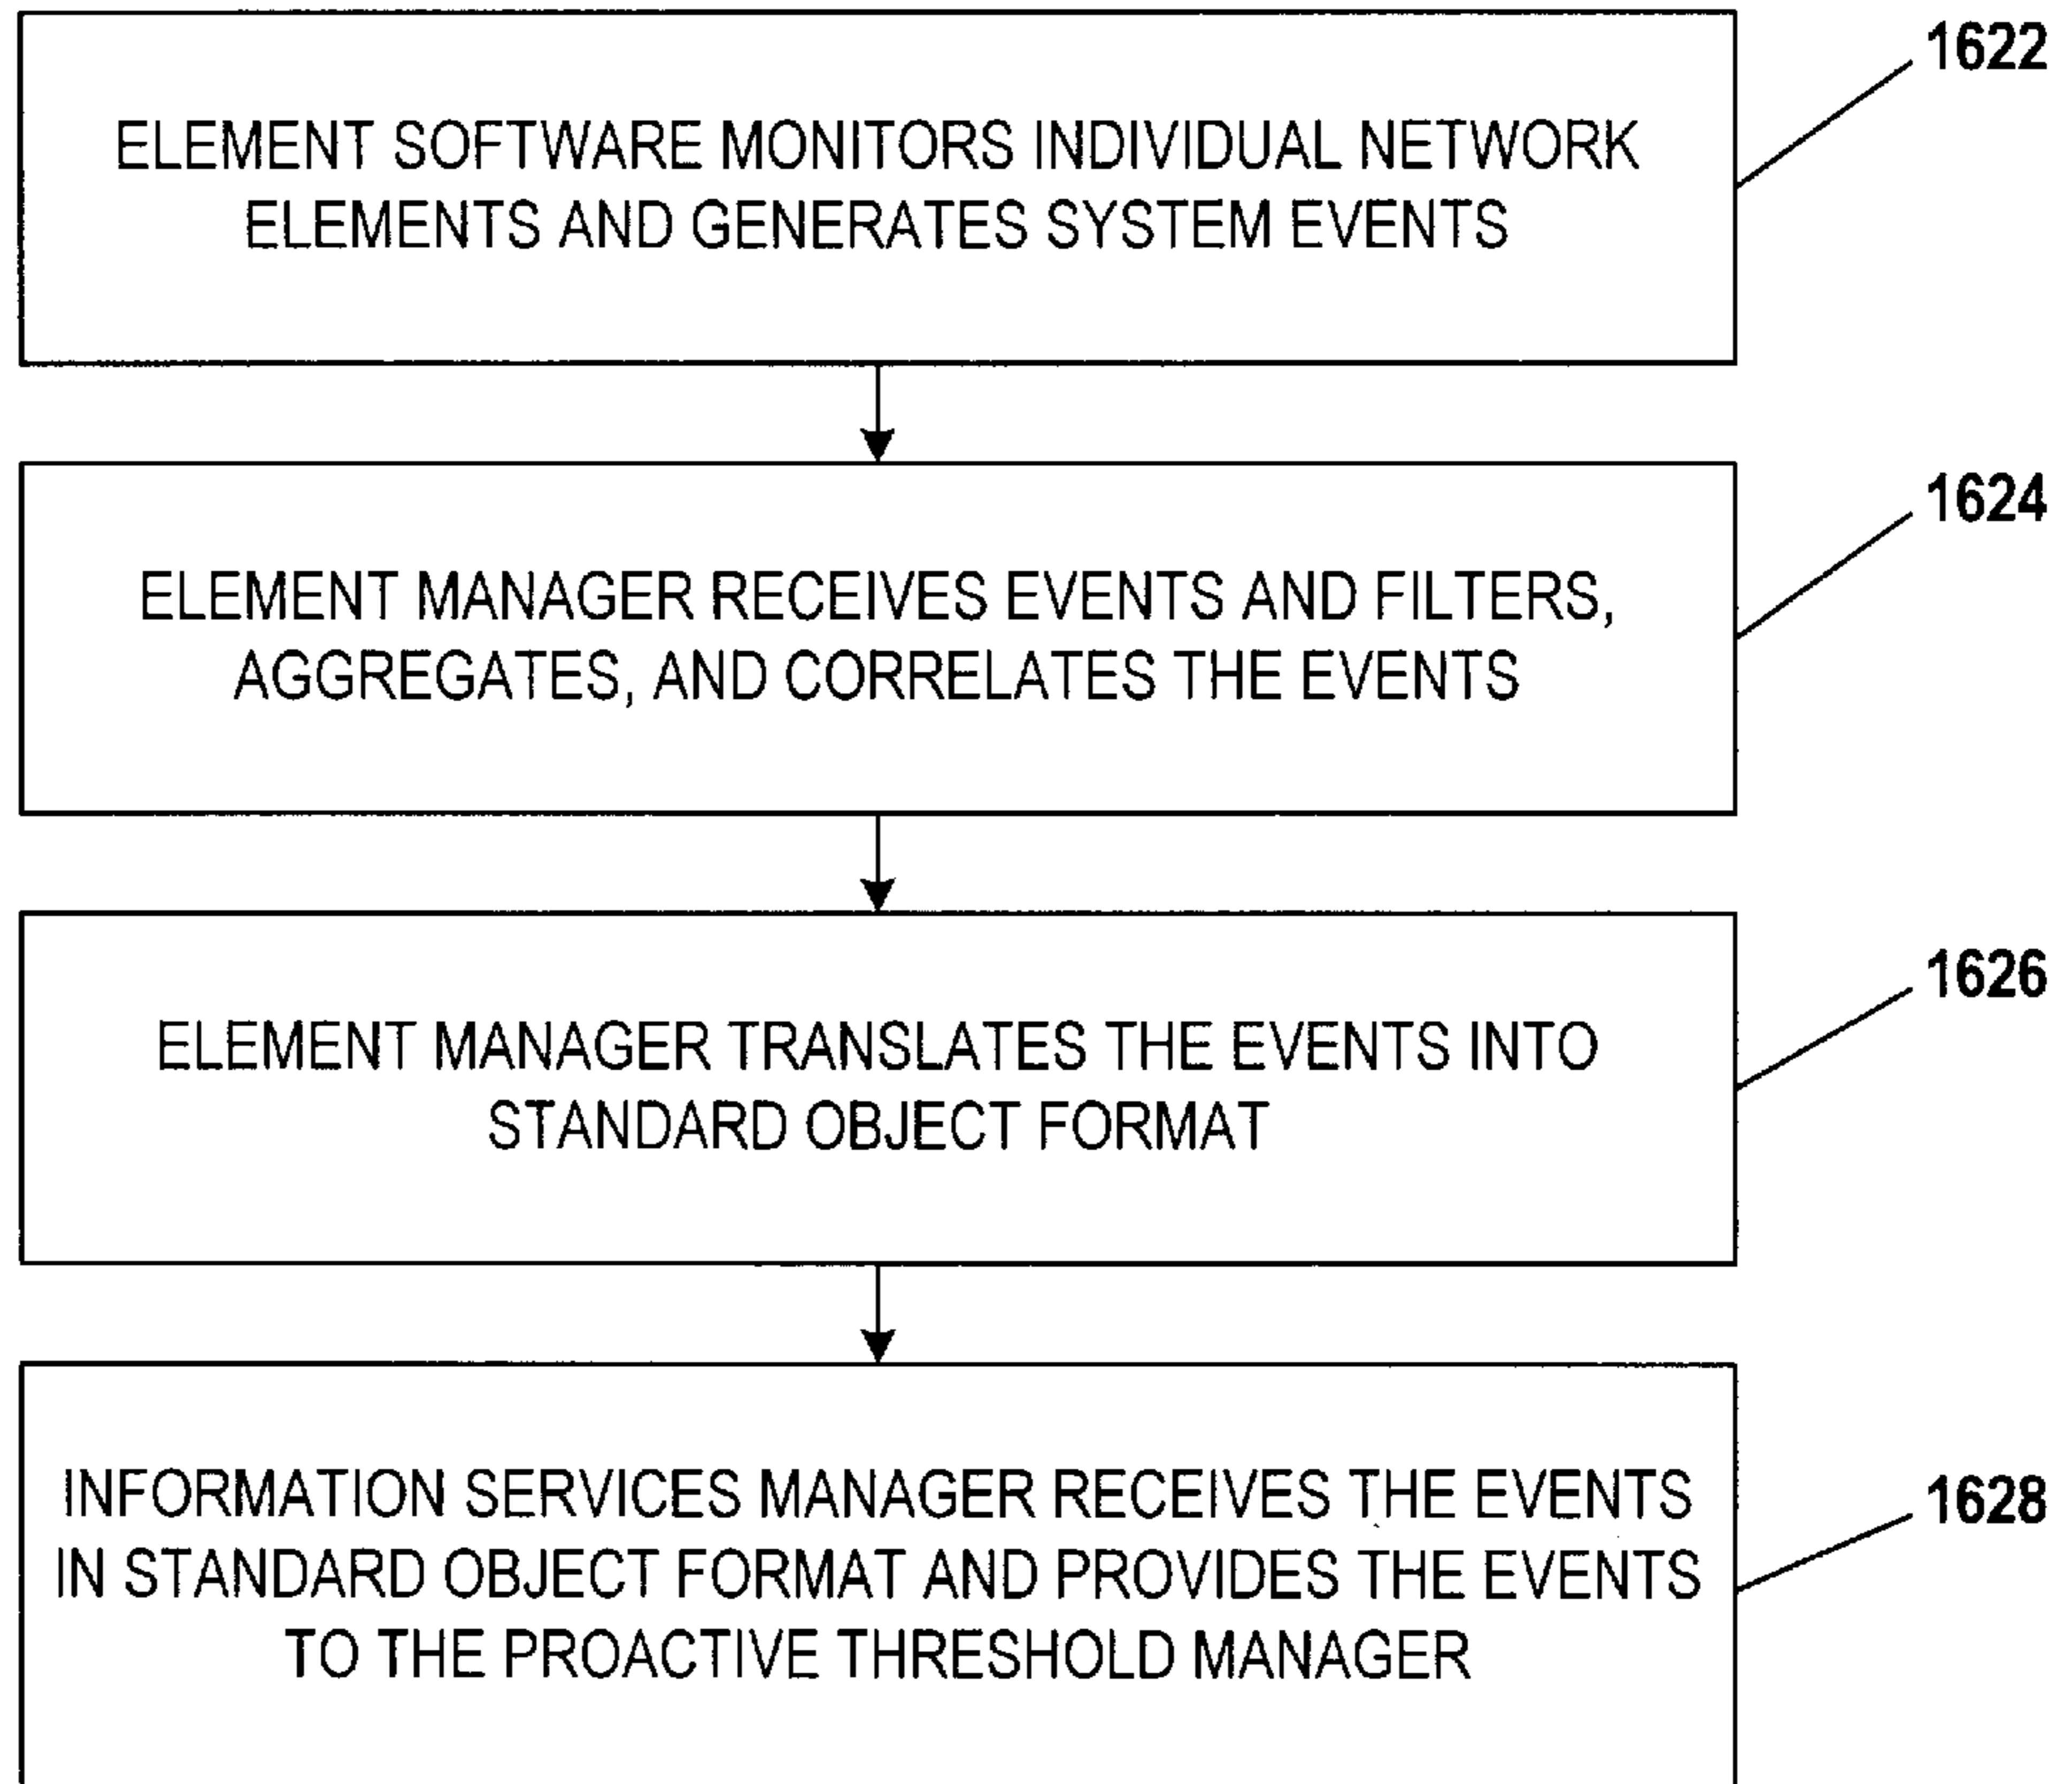 1622
ELEMENT SOFTWARE MONITORS INDIVIDUAL NETWORK
ELEMENTS AND GENERATES SYSTEM EVENTS
1624
ELEMENT MANAGER RECEIVES EVENTS AND FILTERS,
AGGREGATES, AND CORRELATES THE EVENTS
1626
ELEMENT MANAGER TRANSLATES THE EVENTS INTO
STANDARD OBJECT FORMAT
1628
INFORMATION SERVICES MANAGER RECEIVES THE EVENTS
IN STANDARD OBJECT FORMAT AND PROVIDES THE EVENTS
TO THE PROACTIVE THRESHOLD MANAGER